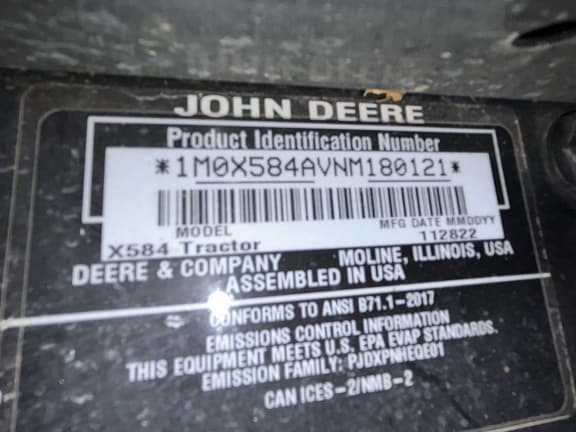 JOHN DEERE
Product Identification Number
*1M0X584AVNM180121*
MODEL MFG DATE MMDDYY
X584 Tractor 112822
DEERE & COMPANY MOLINE, ILLINOIS, USA
ASSEMBLED IN USA
CONFORMS TO ANSI B71.1-2017
EMISSIONS CONTROL INFORMATION
THIS EQUIPMENT MEETS U.S. EPA EVAP STANDARDS.
EMISSION FAMILY: PJDXPNHEQE01
CAN ICES-2/NMB-2